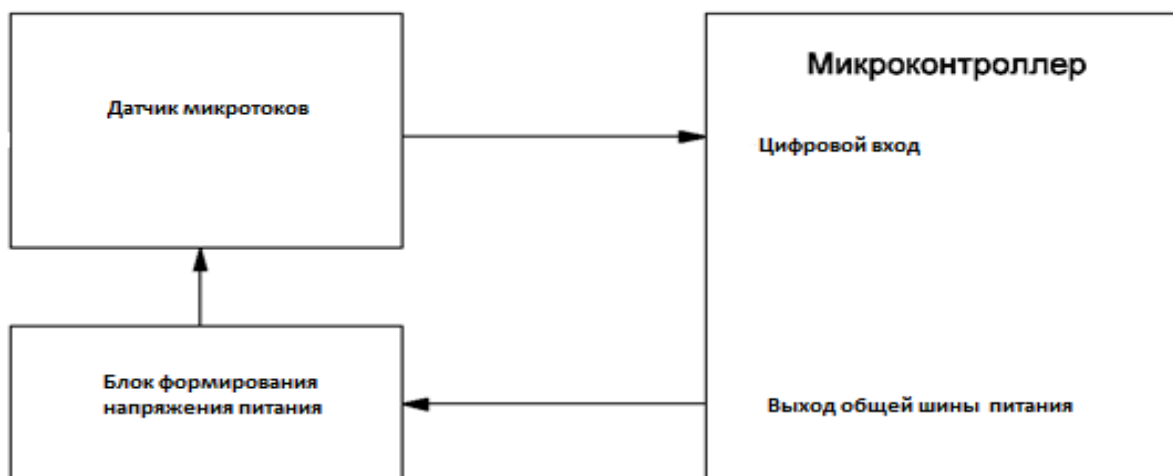 Датчик микротоков
Микроконтроллер
Цифровой вход
Блок формирования
напряжения питания
Выход общей шины питания